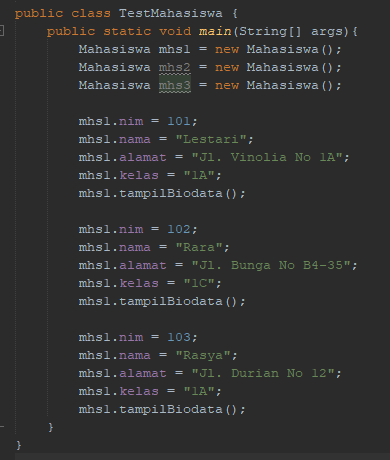 public class TestMahasiswa {
public static void main(String[] args){
Mahasiswa mhs1 = new Mahasiswa();
Mahasiswa mhs2 = new Mahasiswa();
Mahasiswa mhs3 = new Mahasiswa();
mhs1.nim = 101;
mhs1.nama = "Lestari";
mhs1.alamat = "Jl. Vinolia No 1A";
mhs1.kelas = "1A";
mhs1.tampilBiodata();
mhs1.nim = 102;
mhs1.nama = "Rara";
mhs1.alamat = "Jl. Bunga No B4-35";
mhs1.kelas = "1C";
mhs1.tampilBiodata();
mhs1.nim = 103;
mhs1.nama = "Rasya";
mhs1.alamat = "Jl. Durian No 12";
mhs1.kelas = "1A";
mhs1.tampilBiodata();
}
}